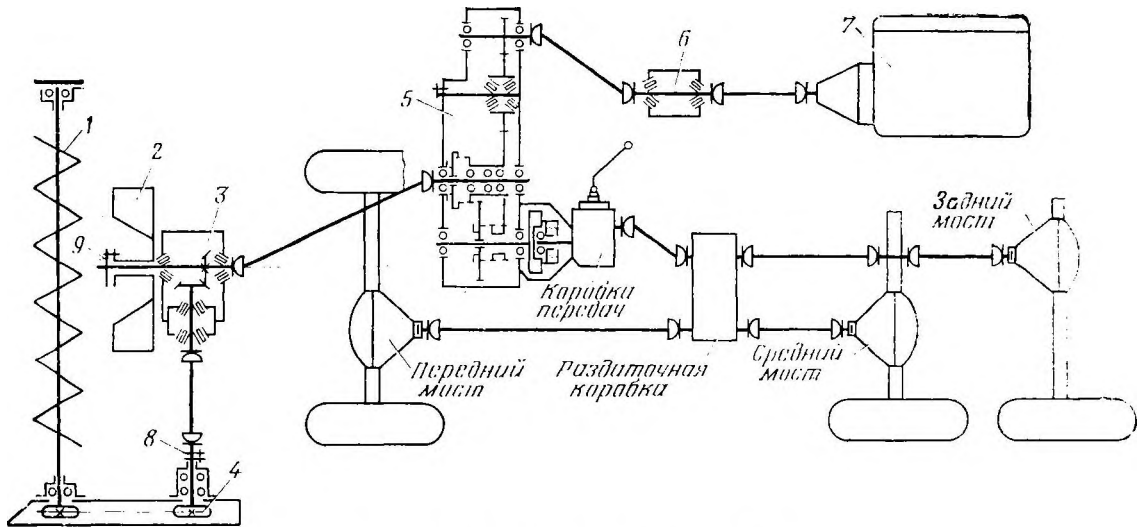 7
6
1
5
2
3
9
Задний
мост
Коробка
передач
Передний
мост
Раздаточная
коробка
Средний
мост
8
4